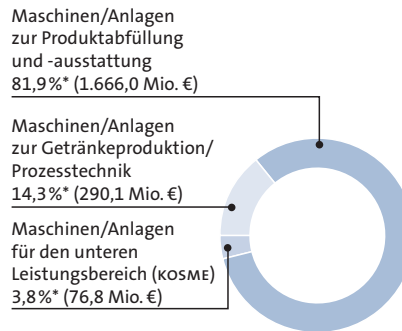 Maschinen/Anlagen
zur Produktabfüllung
und -ausstattung
81,9%* (1.666,0 Mio. €)
Maschinen/Anlagen
zur Getränkeproduktion/
Prozesstechnik
14,3%* (290,1 Mio. €)
Maschinen/Anlagen
für den unteren
Leistungsbereich (KOSME)
3,8%* (76,8 Mio. €)